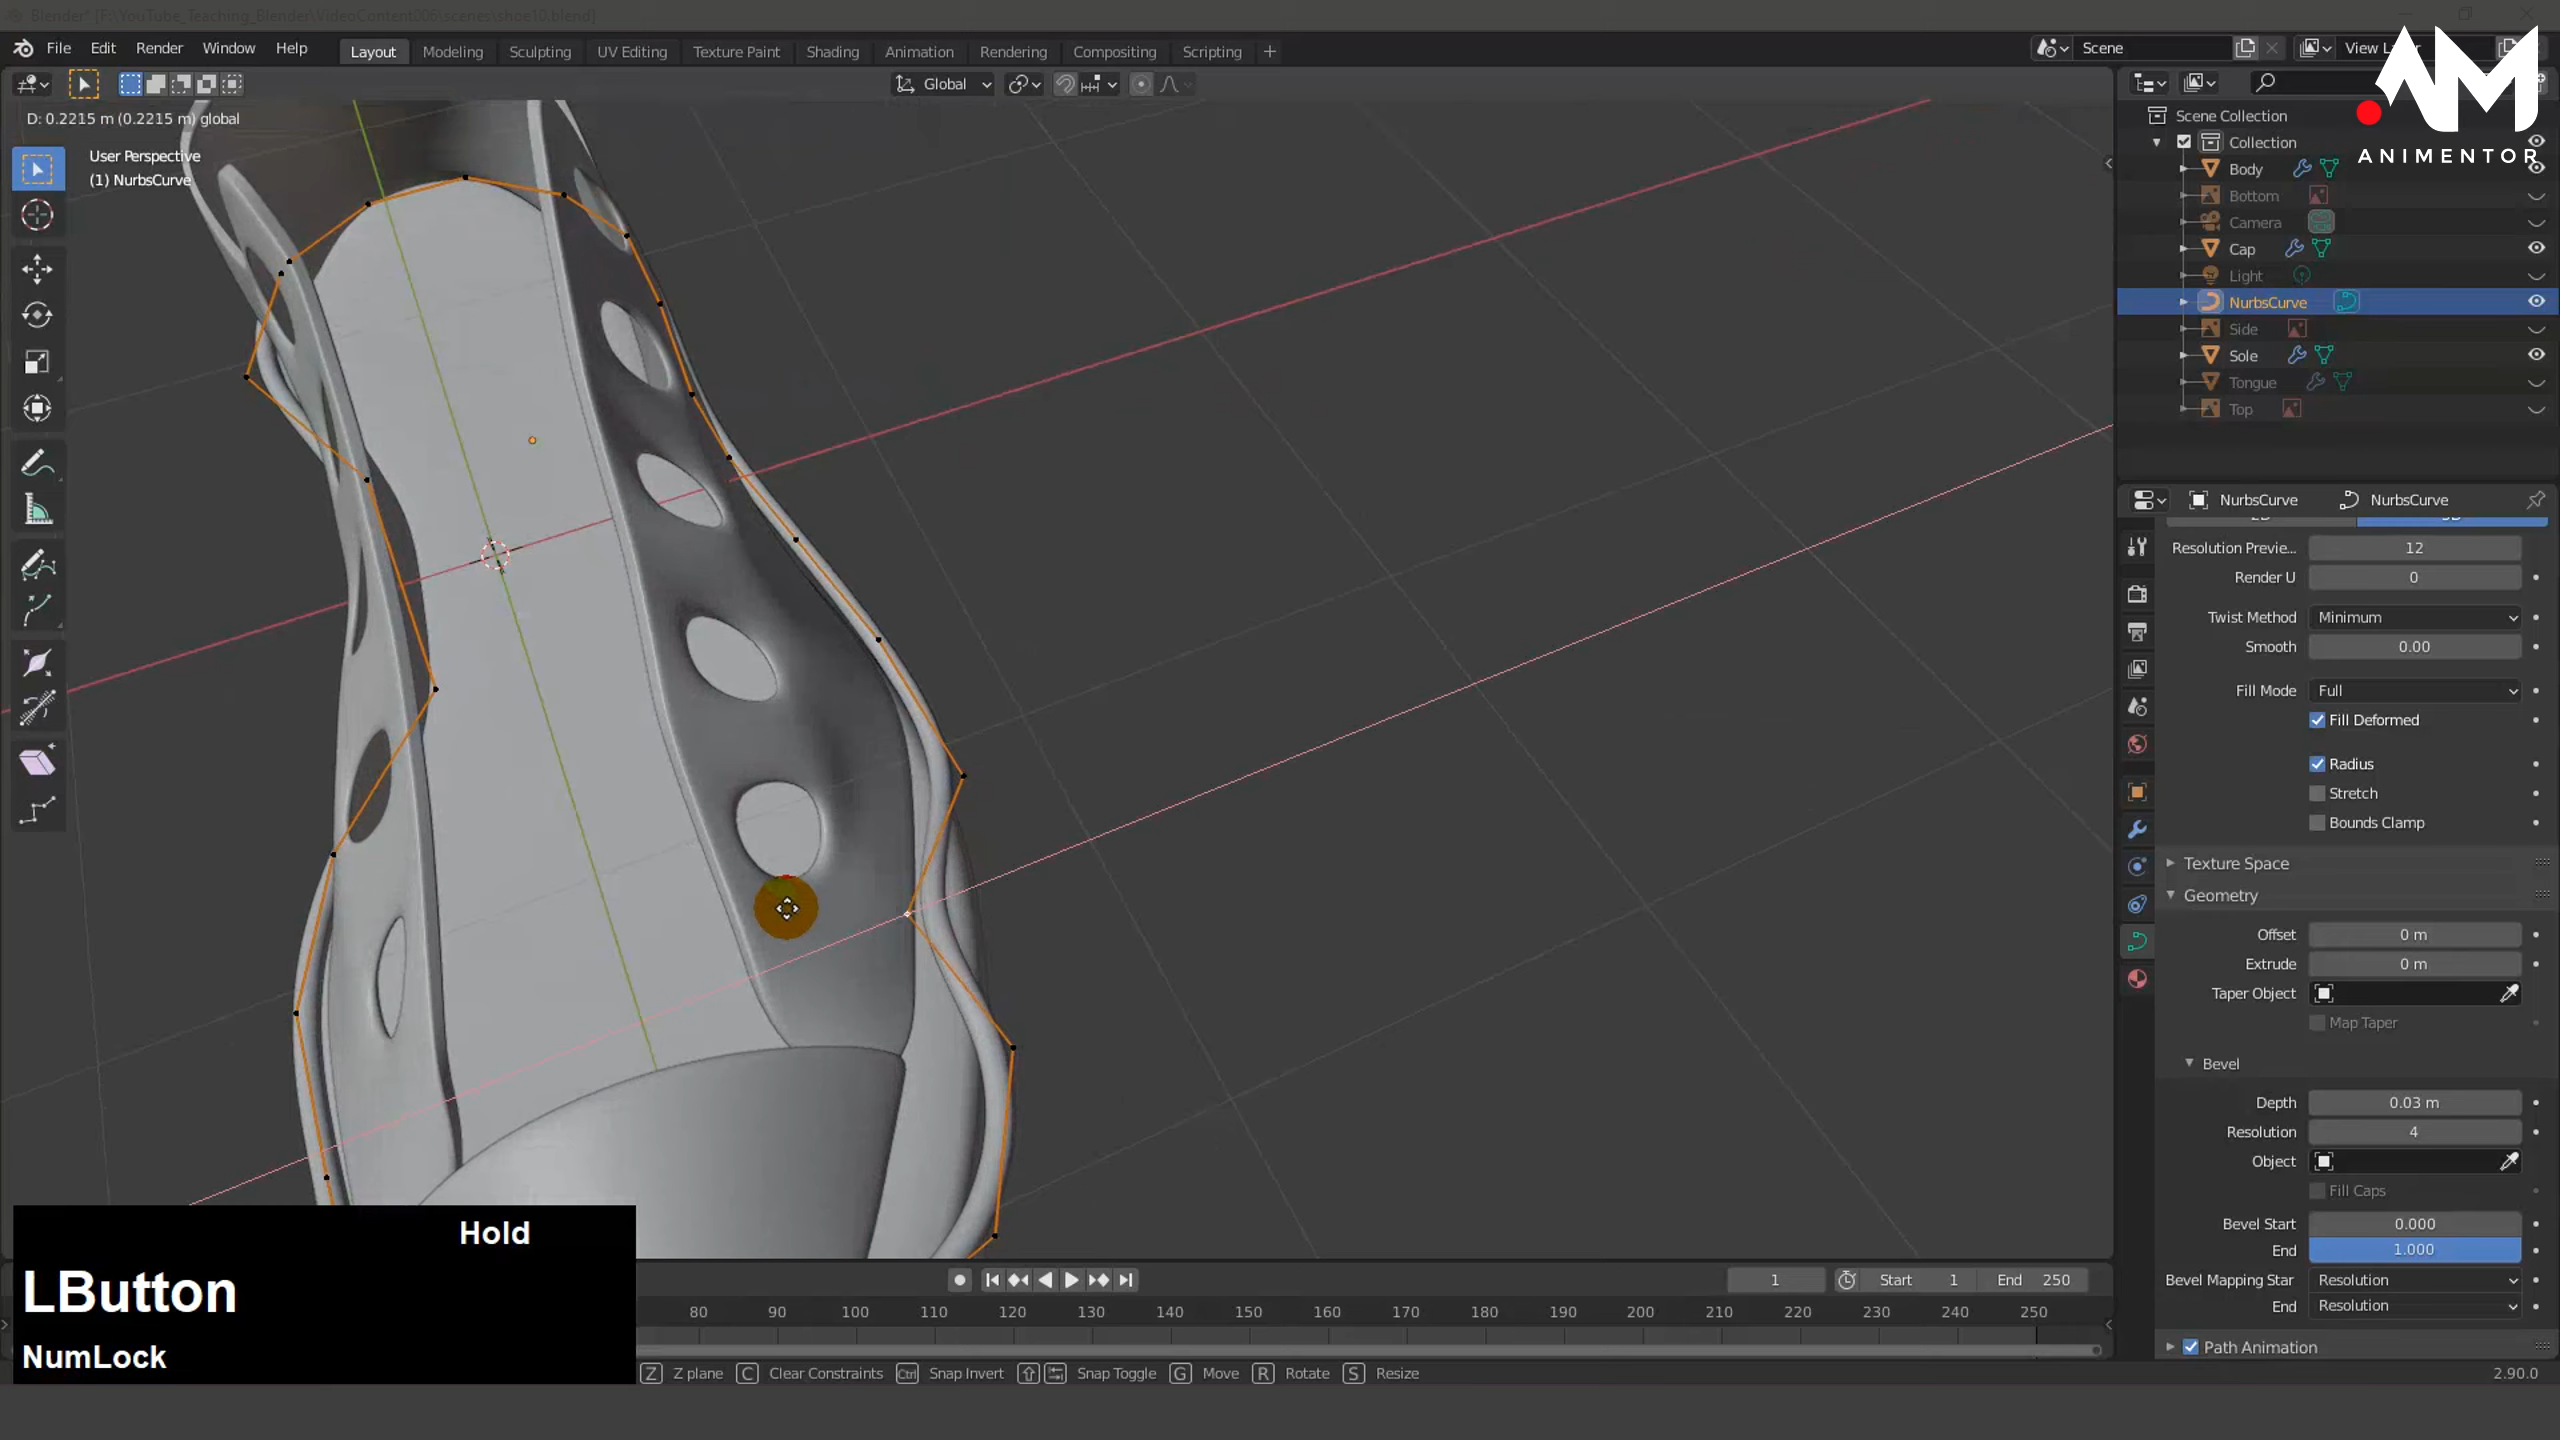 Blender* [F:\YouTube_Teaching_Blender\VideoContent006\scenes\shoe10.blend]
File Edit Render Window Help Layout Modeling Sculpting UV Editing Texture Paint Shading Animation Rendering Compositing Scripting + Scene
Global
D: 0.2215 m (0.2215 m) global
User Perspective
(1) NurbsCurve
AM
ANIMENTOR
Scene Collection
Collection
Body
Bottom
Camera
Cap
Light
NurbsCurve
Side
Sole
Tongue
Top
NurbsCurve NurbsCurve
Resolution Previe... 12
Render U 0
Twist Method Minimum
Smooth 0.00
Fill Mode Full
Fill Deformed
Radius
Stretch
Bounds Clamp
Texture Space
Geometry
Offset 0 m
Extrude 0 m
Taper Object
Map Taper
Bevel
Depth 0.03 m
Resolution 4
Object
Fill Caps
Bevel Start 0.000
End 1.000
Bevel Mapping Star Resolution
End Resolution
Path Animation
Hold
LButton
NumLock
1 Start 1 End 250
80 90 100 110 120 130 140 150 160 170 180 190 200 210 220 230 240 250
Z Z plane C Clear Constraints Ctrl Snap Invert Snap Toggle G Move R Rotate S Resize
2.90.0